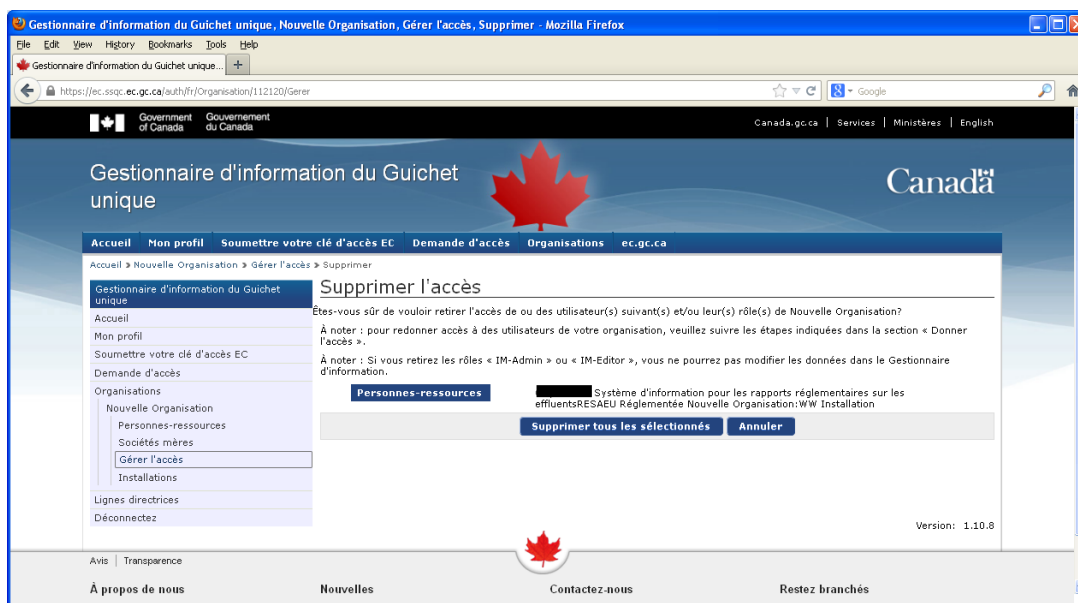 Gestionnaire d'information du Guichet unique, Nouvelle Organisation, Gérer l'accès, Supprimer - Mozilla Firefox
File Edit View History Bookmarks Tools Help
Gestionnaire d'information du Guichet unique... +
https://ec.ssqc.ec.gc.ca/auth/fr/Organisation/112120/Gerer
Google
Government of Canada
Gouvernement du Canada
Canada.gc.ca | Services | Ministères | English
Gestionnaire d'information du Guichet
unique
Canada
Accueil Mon profil Soumettre votre clé d'accès EC Demande d'accès Organisations ec.gc.ca
Accueil > Nouvelle Organisation > Gérer l'accès > Supprimer
Gestionnaire d'information du Guichet
unique
Accueil
Mon profil
Soumettre votre clé d'accès EC
Demande d'accès
Organisations
Nouvelle Organisation
Personnes-ressources
Sociétés mères
Gérer l'accès
Installations
Lignes directrices
Déconnectez
Supprimer l'accès
Êtes-vous sûr de vouloir retirer l'accès de ou des utilisateur(s) suivant(s) et/ou leur(s) rôle(s) de Nouvelle Organisation?
À noter : pour redonner accès à des utilisateurs de votre organisation, veuillez suivre les étapes indiquées dans la section « Donner
l'accès ».
À noter : Si vous retirez les rôles « IM-Admin » ou « IM-Editor », vous ne pourrez pas modifier les données dans le Gestionnaire
d'information.
Personnes-ressources
Système d'information pour les rapports réglementaires sur les
effluentsRESAEU Réglementée Nouvelle Organisation:WW Installation
Supprimer tous les sélectionnés Annuler
Version: 1.10.8
Avis | Transparence
À propos de nous Nouvelles Contactez-nous Restez branchés